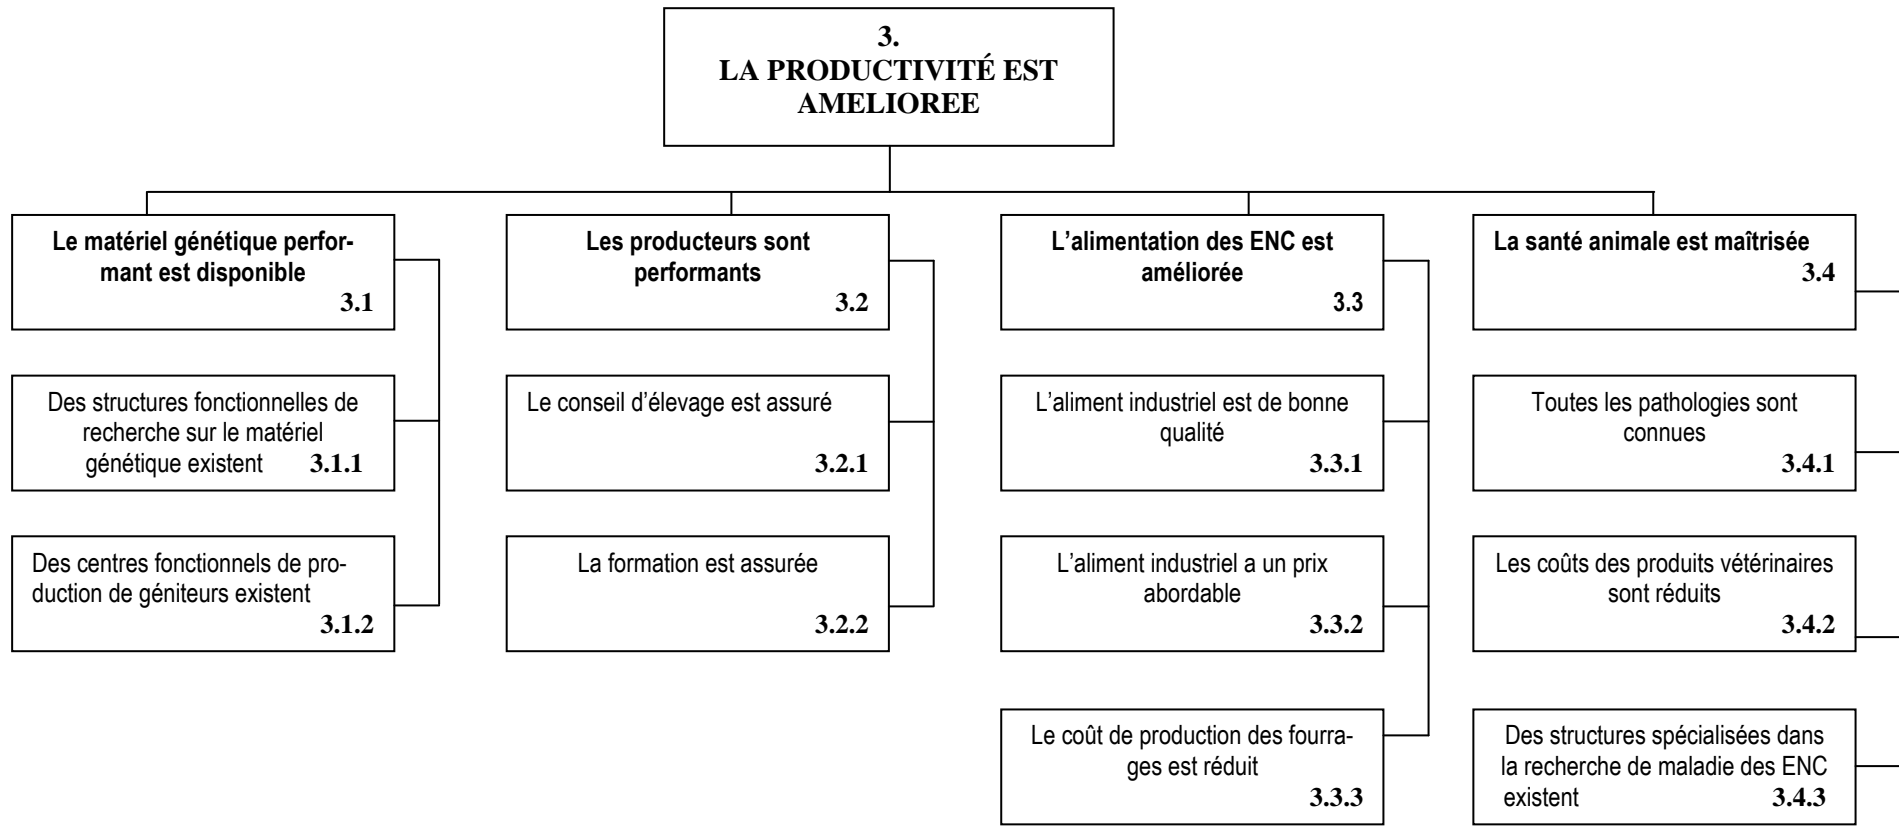 3.
LA PRODUCTIVITÉ EST
AMELIOREE
Le matériel génétique perfor-
mant est disponible
3.1
Des structures fonctionnelles de
recherche sur le matériel
génétique existent 3.1.1
Des centres fonctionnels de pro-
duction de géniteurs existent
3.1.2
Les producteurs sont
performants
3.2
Le conseil d’élevage est assuré
3.2.1
La formation est assurée
3.2.2
L’alimentation des ENC est
améliorée
3.3
L’aliment industriel est de bonne
qualité
3.3.1
L’aliment industriel a un prix
abordable
3.3.2
Le coût de production des fourra-
ges est réduit
3.3.3
La santé animale est maîtrisée
3.4
Toutes les pathologies sont
connues
3.4.1
Les coûts des produits vétérinaires
sont réduits
3.4.2
Des structures spécialisées dans
la recherche de maladie des ENC
existent 3.4.3